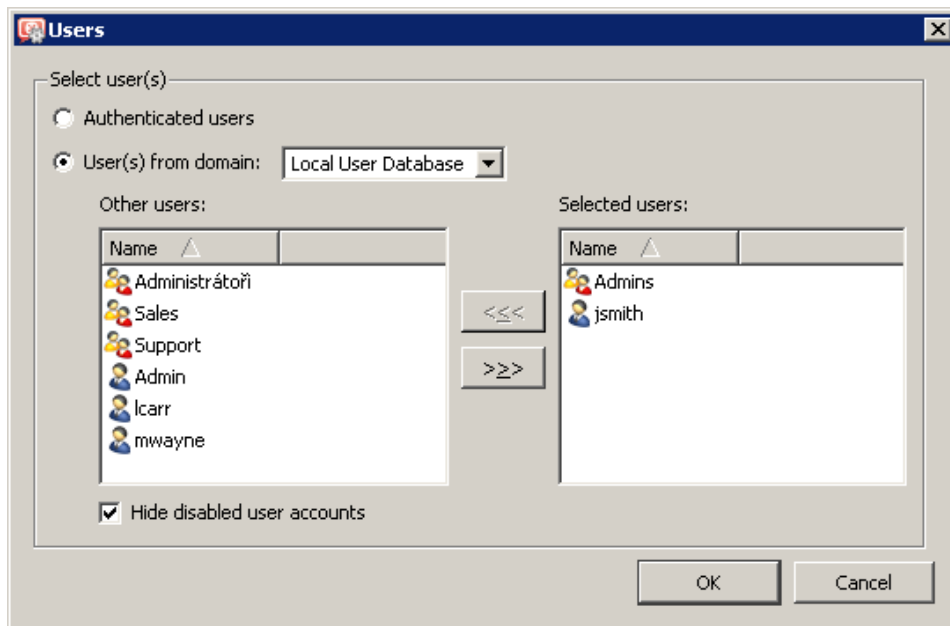 Users
Select user(s)
Authenticated users
User(s) from domain: Local User Database
Other users:
Name
Administrátoři
Sales
Support
Admin
lcarr
mwayne
<<<
>>>
Selected users:
Name
Admins
jsmith
Hide disabled user accounts
OK Cancel